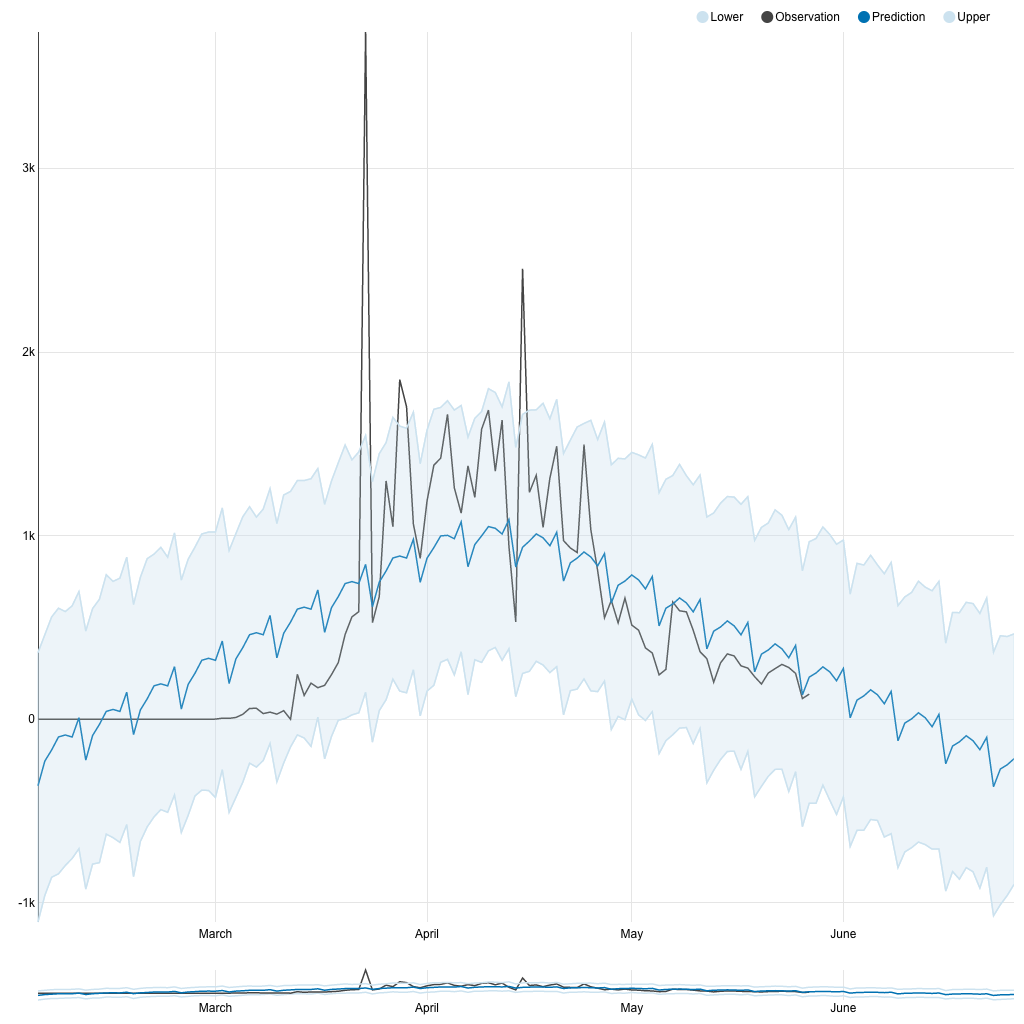 Lower Observation Prediction Upper
3k
2k
1k
0
-1k
March April May June
March April May June